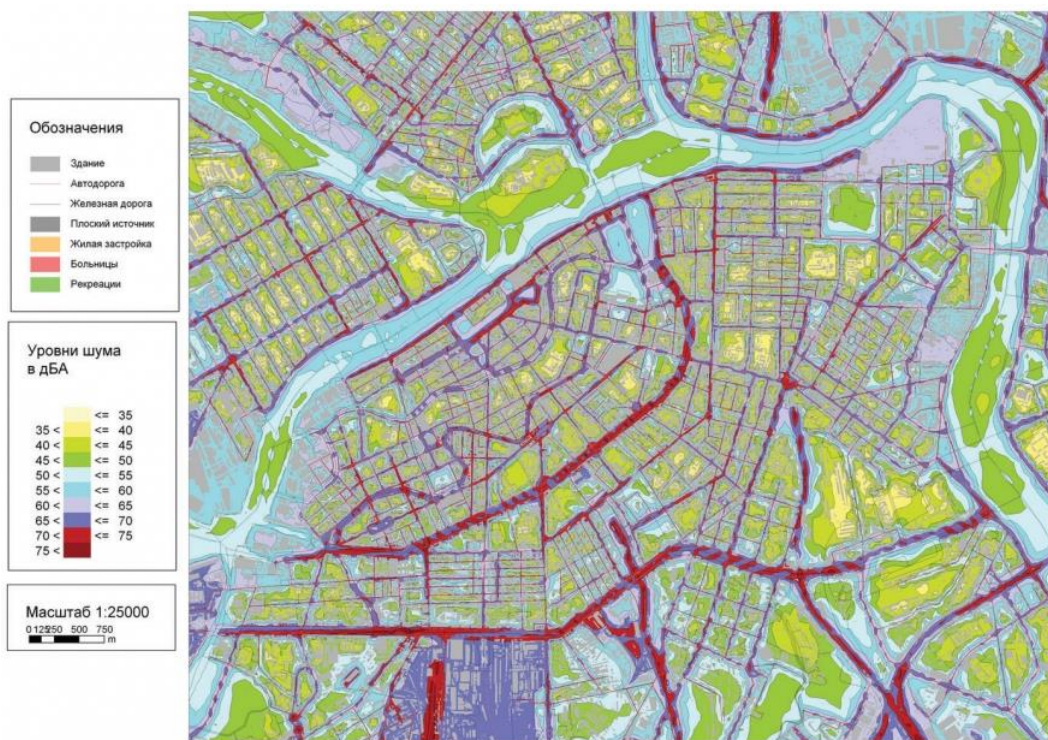 Обозначения
Здание
Автодорога
Железная дорога
Плоский источник
Жилая застройка
Больницы
Рекреации
Уровни шума
в дБА
<= 35
35 < <= 40
40 < <= 45
45 < <= 50
50 < <= 55
55 < <= 60
60 < <= 65
65 < <= 70
70 < <= 75
75 <
Масштаб 1:25000
0 125 250 500 750
m